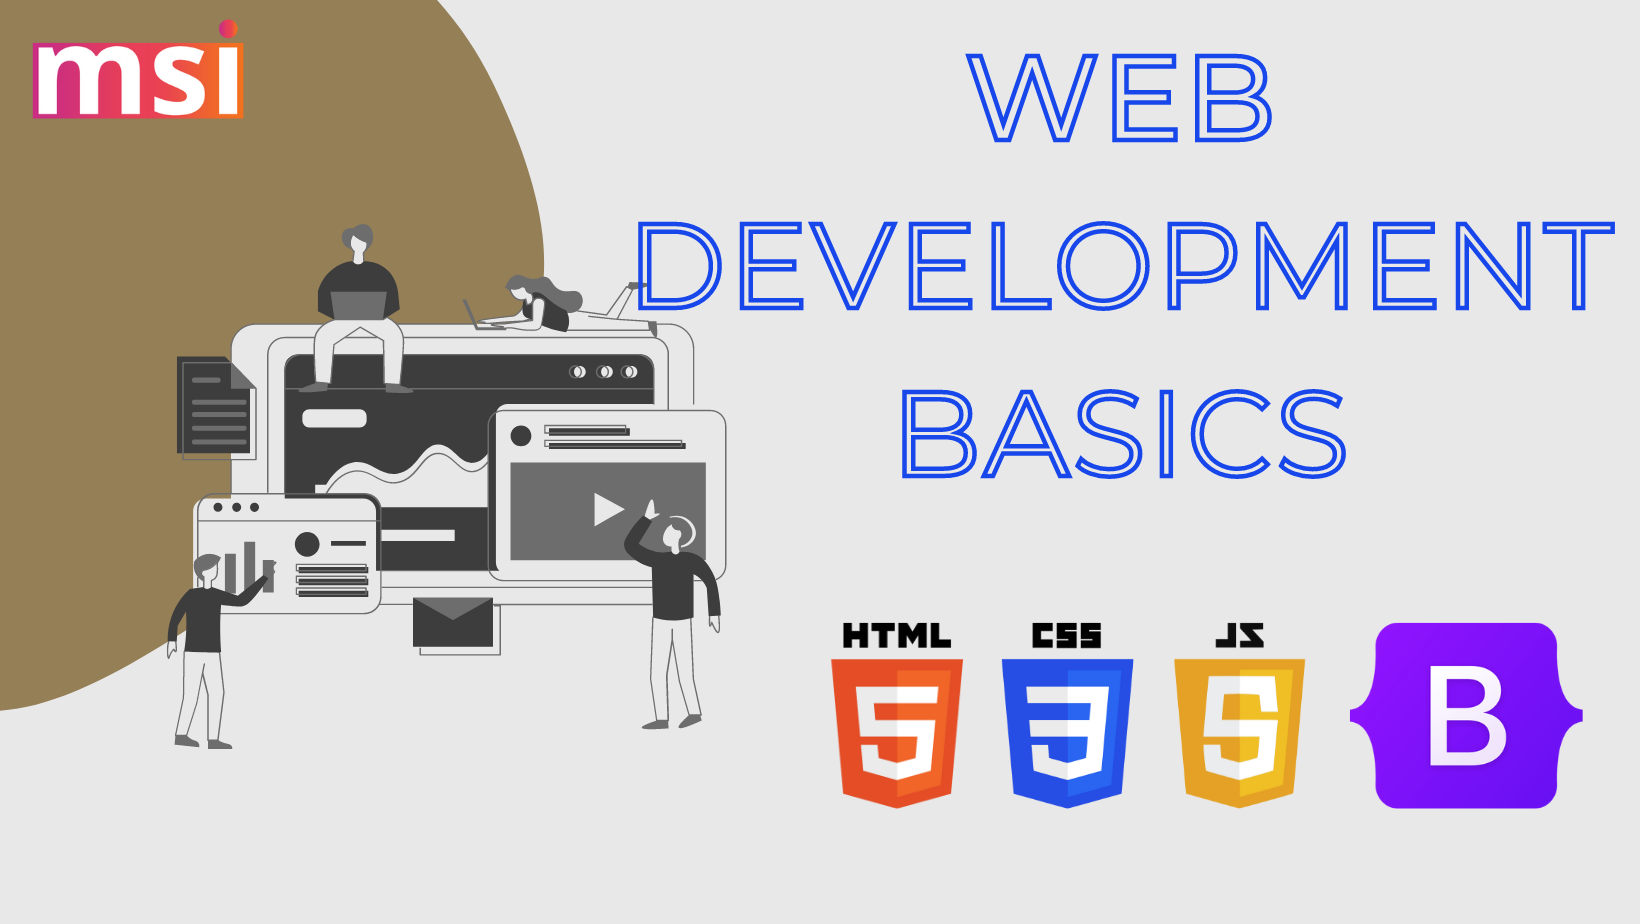 msi
WEB
DEVELOPMENT
BASICS
HTML CSS JS
5 3 5 B